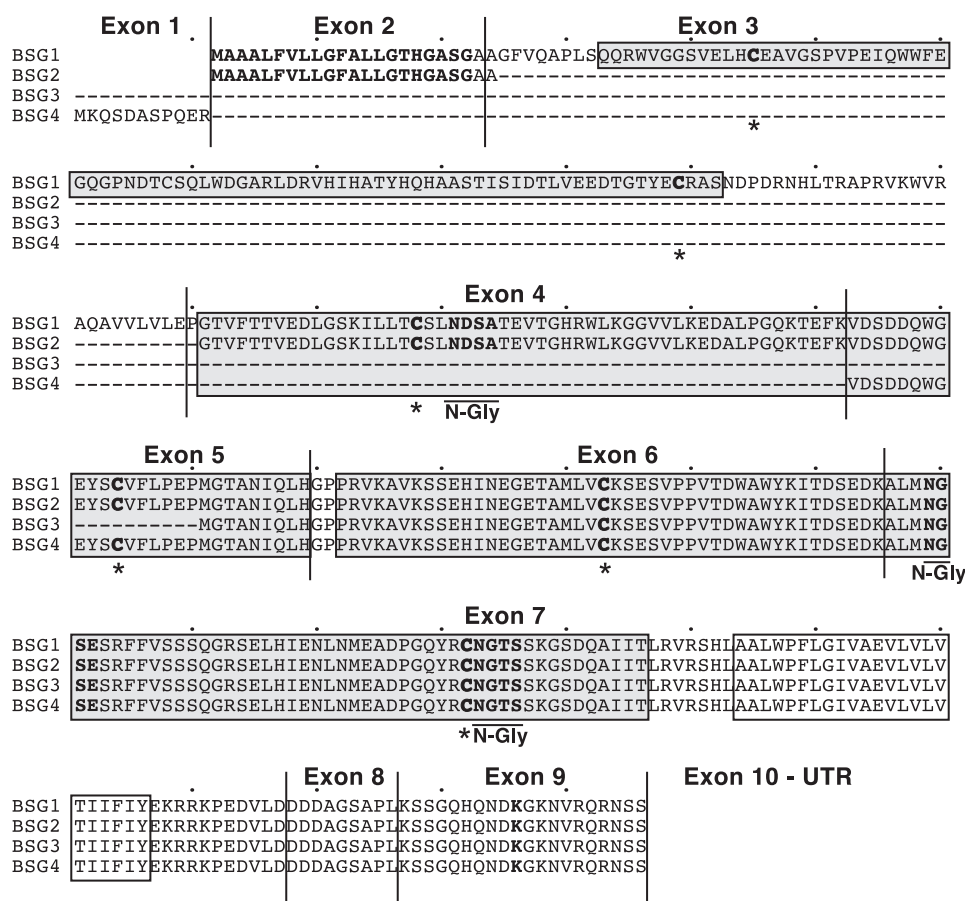 Exon 1 Exon 2 Exon 3
BSG1 MAAALFVLLGFALLGTHGASGAAGFVQAPLSQQRWVGGSVELHCEAVGSPVPEIQWWFE
BSG2 MAAALFVLLGFALLGTHGASGAA------------------------------------
BSG3 ----------------------------------------------------------------------
BSG4 MKQSDASPQER-----------------------------------------------------------
*
BSG1 GQGPNDTCSQLWDGARLDRVHIHATYHQHAASTISIDTLVEEDTGTYECRASNDPDRNHLTRAPRVKWVR
BSG2 ----------------------------------------------------------------------
BSG3 ----------------------------------------------------------------------
BSG4 ----------------------------------------------------------------------
*
Exon 4
BSG1 AQAVVLVLEPGTVFTTVEDLGSKILLTCSLNDSATEVTGHRWLKGGVVLKEDALPGQKTEFKVDSDDQWG
BSG2 ----------GTVFTTVEDLGSKILLTCSLNDSATEVTGHRWLKGGVVLKEDALPGQKTEFKVDSDDQWG
BSG3 ----------------------------------------------------------------------
BSG4 --------------------------------------------------------------VDSDDQWG
* N-Gly
Exon 5 Exon 6
BSG1 EYSCVFLPEPMGTANIQLHGPPRVKAVKSSEHINEGETAMLVCKSESVPPVTDWAWYKITDSEDKALMNG
BSG2 EYSCVFLPEPMGTANIQLHGPPRVKAVKSSEHINEGETAMLVCKSESVPPVTDWAWYKITDSEDKALMNG
BSG3 ----------MGTANIQLHGPPRVKAVKSSEHINEGETAMLVCKSESVPPVTDWAWYKITDSEDKALMNG
BSG4 EYSCVFLPEPMGTANIQLHGPPRVKAVKSSEHINEGETAMLVCKSESVPPVTDWAWYKITDSEDKALMNG
* * N-Gly
Exon 7
BSG1 SESRFFVSSSQGRSELHIENLNMEADPGQYRCNGTSSKGSDQAIITLRVRSHLAALWPFLGIVAEVLVLV
BSG2 SESRFFVSSSQGRSELHIENLNMEADPGQYRCNGTSSKGSDQAIITLRVRSHLAALWPFLGIVAEVLVLV
BSG3 SESRFFVSSSQGRSELHIENLNMEADPGQYRCNGTSSKGSDQAIITLRVRSHLAALWPFLGIVAEVLVLV
BSG4 SESRFFVSSSQGRSELHIENLNMEADPGQYRCNGTSSKGSDQAIITLRVRSHLAALWPFLGIVAEVLVLV
* N-Gly
Exon 8 Exon 9 Exon 10 - UTR
BSG1 TIIFIYEKRRKPEDVLDDDDAGSAPLKSSGQHQNDKGKNVRQRNSS
BSG2 TIIFIYEKRRKPEDVLDDDDAGSAPLKSSGQHQNDKGKNVRQRNSS
BSG3 TIIFIYEKRRKPEDVLDDDDAGSAPLKSSGQHQNDKGKNVRQRNSS
BSG4 TIIFIYEKRRKPEDVLDDDDAGSAPLKSSGQHQNDKGKNVRQRNSS